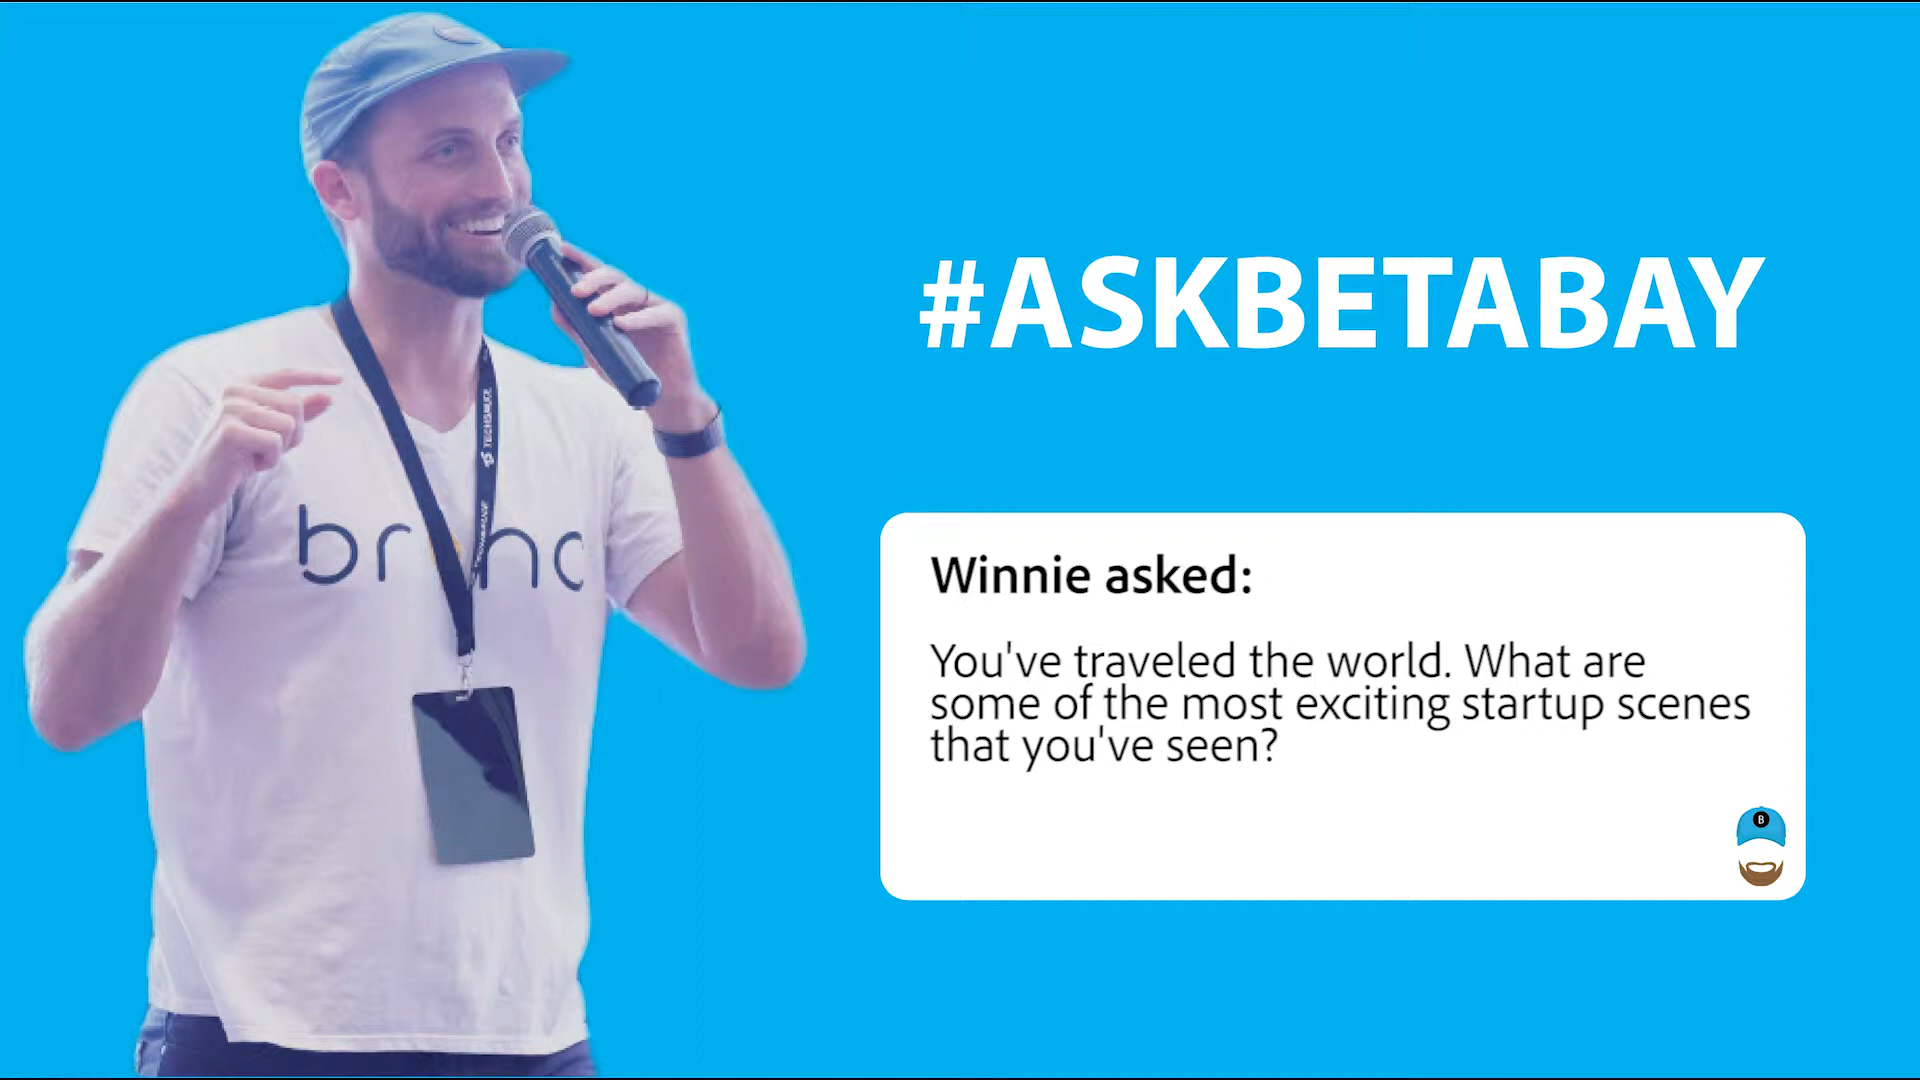 #ASKBETABAY
Winnie asked:
You've traveled the world. What are
some of the most exciting startup scenes
that you've seen?
B
TECHSAUCE